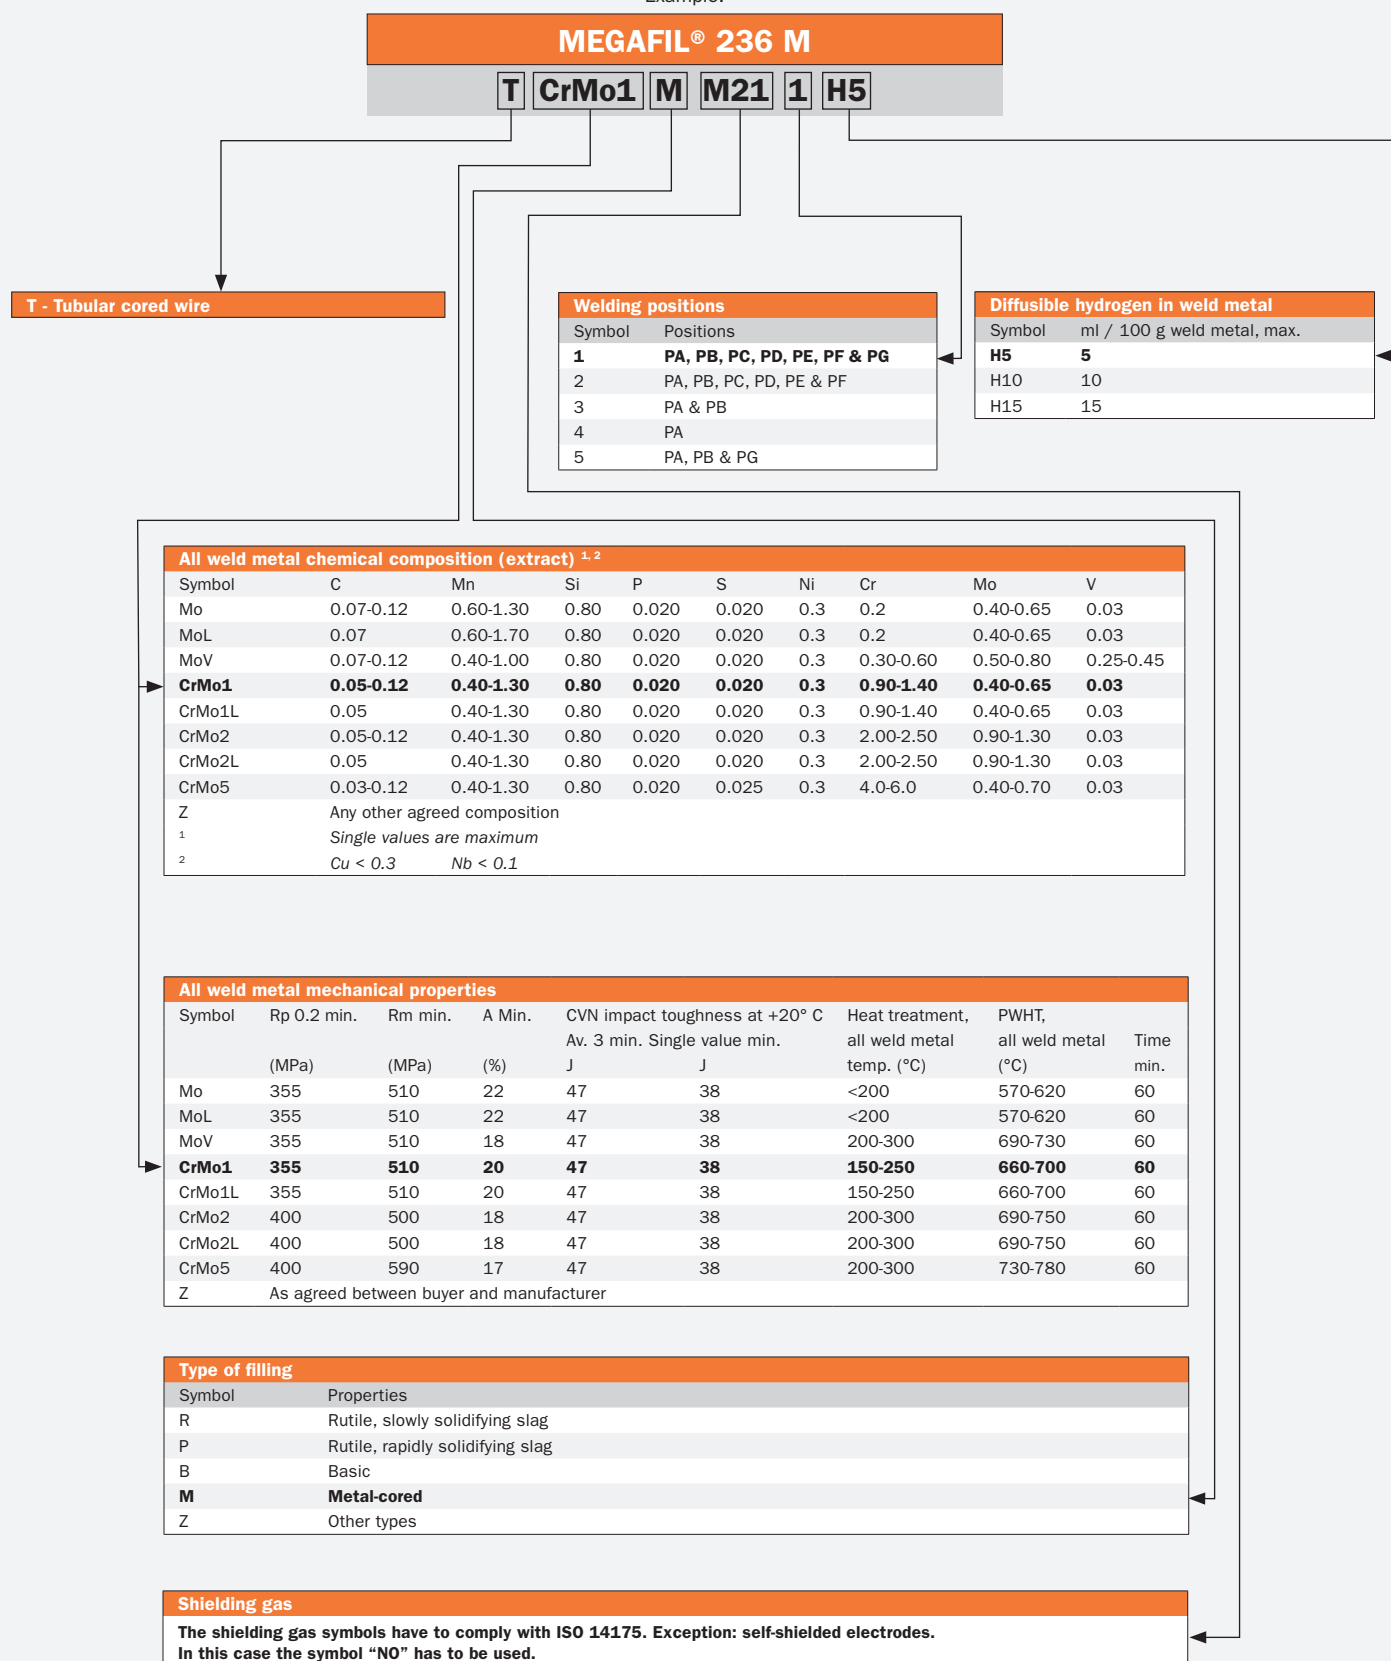 Example:
MEGAFIL® 236 M
T CrMo1 M M21 1 H5
T - Tubular cored wire
Welding positions
Symbol Positions
1 PA, PB, PC, PD, PE, PF & PG
2 PA, PB, PC, PD, PE & PF
3 PA & PB
4 PA
5 PA, PB & PG
Diffusible hydrogen in weld metal
Symbol ml / 100 g weld metal, max.
H5 5
H10 10
H15 15
All weld metal chemical composition (extract) 1, 2
Symbol C Mn Si P S Ni Cr Mo V
Mo 0.07-0.12 0.60-1.30 0.80 0.020 0.020 0.3 0.2 0.40-0.65 0.03
MoL 0.07 0.60-1.70 0.80 0.020 0.020 0.3 0.2 0.40-0.65 0.03
MoV 0.07-0.12 0.40-1.00 0.80 0.020 0.020 0.3 0.30-0.60 0.50-0.80 0.25-0.45
CrMo1 0.05-0.12 0.40-1.30 0.80 0.020 0.020 0.3 0.90-1.40 0.40-0.65 0.03
CrMo1L 0.05 0.40-1.30 0.80 0.020 0.020 0.3 0.90-1.40 0.40-0.65 0.03
CrMo2 0.05-0.12 0.40-1.30 0.80 0.020 0.020 0.3 2.00-2.50 0.90-1.30 0.03
CrMo2L 0.05 0.40-1.30 0.80 0.020 0.020 0.3 2.00-2.50 0.90-1.30 0.03
CrMo5 0.03-0.12 0.40-1.30 0.80 0.020 0.025 0.3 4.0-6.0 0.40-0.70 0.03
Z Any other agreed composition
1 Single values are maximum
2 Cu < 0.3 Nb < 0.1
All weld metal mechanical properties
Symbol Rp 0.2 min. Rm min. A Min. CVN impact toughness at +20° C Heat treatment, PWHT,
Av. 3 min. Single value min. all weld metal all weld metal Time
(MPa) (MPa) (%) J J temp. (°C) (°C) min.
Mo 355 510 22 47 38 <200 570-620 60
MoL 355 510 22 47 38 <200 570-620 60
MoV 355 510 18 47 38 200-300 690-730 60
CrMo1 355 510 20 47 38 150-250 660-700 60
CrMo1L 355 510 20 47 38 150-250 660-700 60
CrMo2 400 500 18 47 38 200-300 690-750 60
CrMo2L 400 500 18 47 38 200-300 690-750 60
CrMo5 400 590 17 47 38 200-300 730-780 60
Z As agreed between buyer and manufacturer
Type of filling
Symbol Properties
R Rutile, slowly solidifying slag
P Rutile, rapidly solidifying slag
B Basic
M Metal-cored
Z Other types
Shielding gas
The shielding gas symbols have to comply with ISO 14175. Exception: self-shielded electrodes.
In this case the symbol “NO” has to be used.